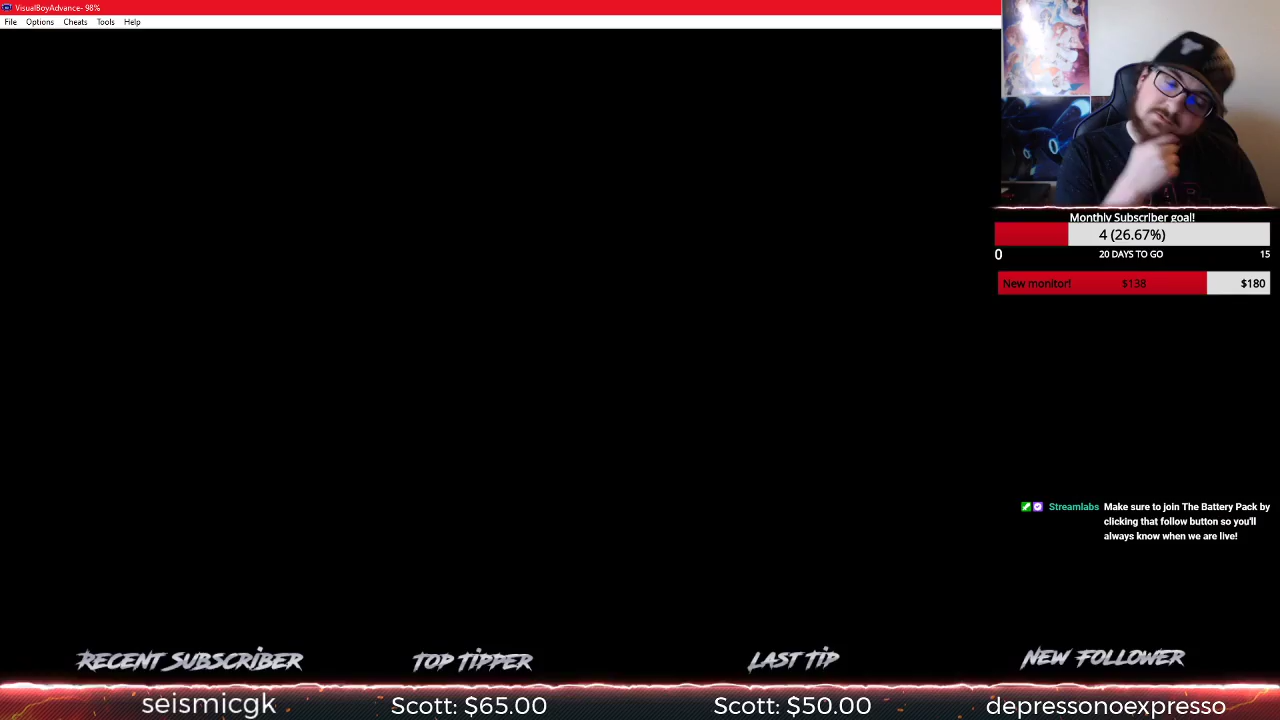 VisualBoyAdvance- 98%
File Options Cheats Tools Help
Monthly Subscriber goal!
4 (26.67%)
0 20 DAYS TO GO 15
New monitor! $138 $180
Streamlabs Make sure to join The Battery Pack by
clicking that follow button so you'll
always know when we are live!
RECENT SUBSCRIBER TOP TIPPER LAST TIP NEW FOLLOWER
seismicgk Scott: $65.00 Scott: $50.00 depressonoexpresso